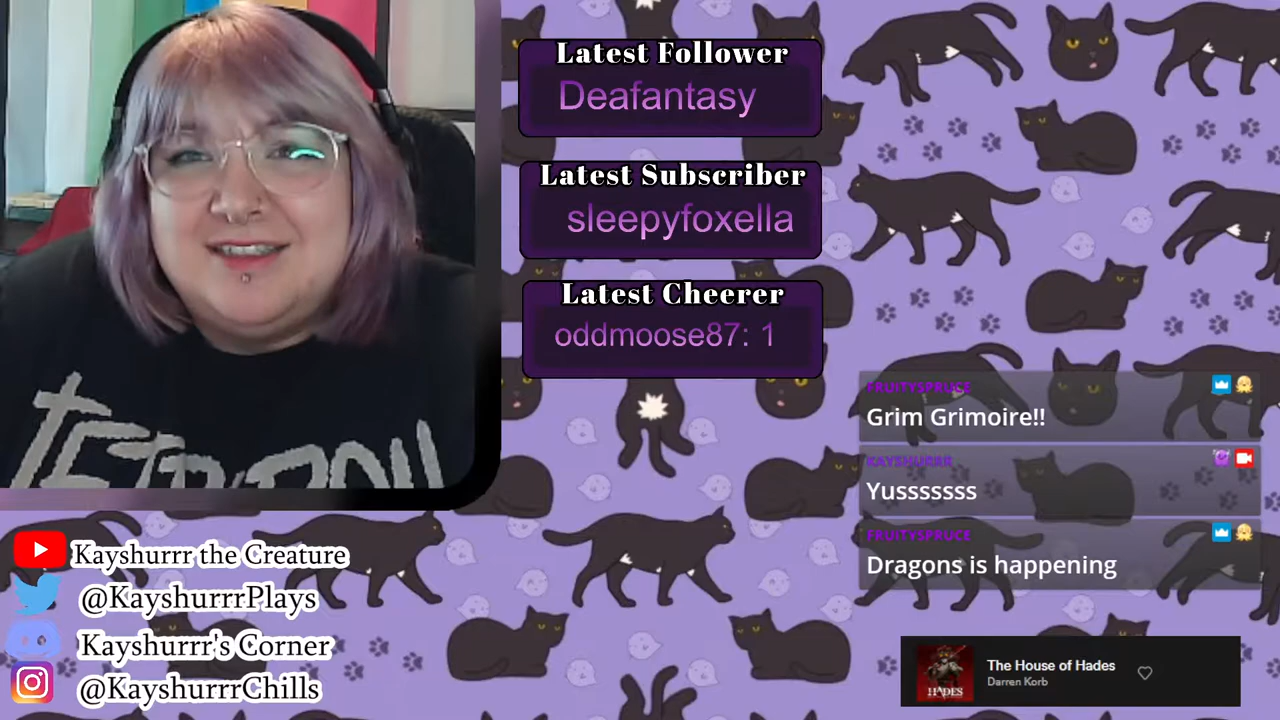 Latest Follower
Deafantasy
Latest Subscriber
sleepyfoxella
Latest Cheerer
oddmoose87: 1
FRUITYSPRUCE
Grim Grimoire!!
KAYSHURRR
Yusssssss
FRUITYSPRUCE
Dragons is happening
Kayshurrr the Creature
@KayshurrrPlays
Kayshurrr's Corner
@KayshurrrChills
HADES
The House of Hades
Darren Korb